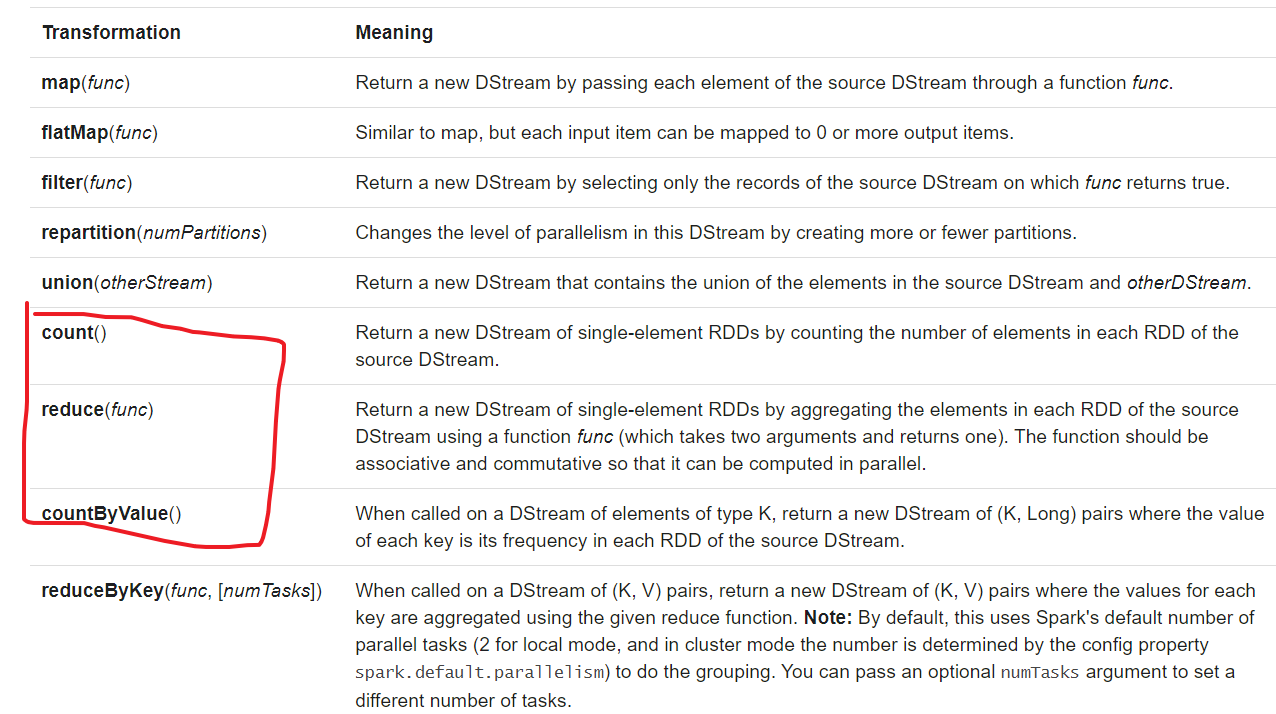 Transformation Meaning
map(func) Return a new DStream by passing each element of the source DStream through a function func.
flatMap(func) Similar to map, but each input item can be mapped to 0 or more output items.
filter(func) Return a new DStream by selecting only the records of the source DStream on which func returns true.
repartition(numPartitions) Changes the level of parallelism in this DStream by creating more or fewer partitions.
union(otherStream) Return a new DStream that contains the union of the elements in the source DStream and otherDStream.
count() Return a new DStream of single-element RDDs by counting the number of elements in each RDD of the
source DStream.
reduce(func) Return a new DStream of single-element RDDs by aggregating the elements in each RDD of the source
DStream using a function func (which takes two arguments and returns one). The function should be
associative and commutative so that it can be computed in parallel.
countByValue() When called on a DStream of elements of type K, return a new DStream of (K, Long) pairs where the value
of each key is its frequency in each RDD of the source DStream.
reduceByKey(func, [numTasks]) When called on a DStream of (K, V) pairs, return a new DStream of (K, V) pairs where the values for each
key are aggregated using the given reduce function. Note: By default, this uses Spark's default number of
parallel tasks (2 for local mode, and in cluster mode the number is determined by the config property
spark.default.parallelism) to do the grouping. You can pass an optional numTasks argument to set a
different number of tasks.